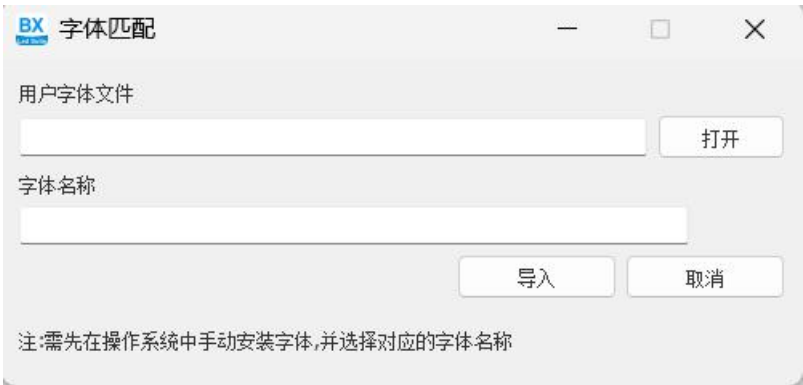 BX 字体匹配
用户字体文件
打开
字体名称
导入 取消
注:需先在操作系统中手动安装字体,并选择对应的字体名称